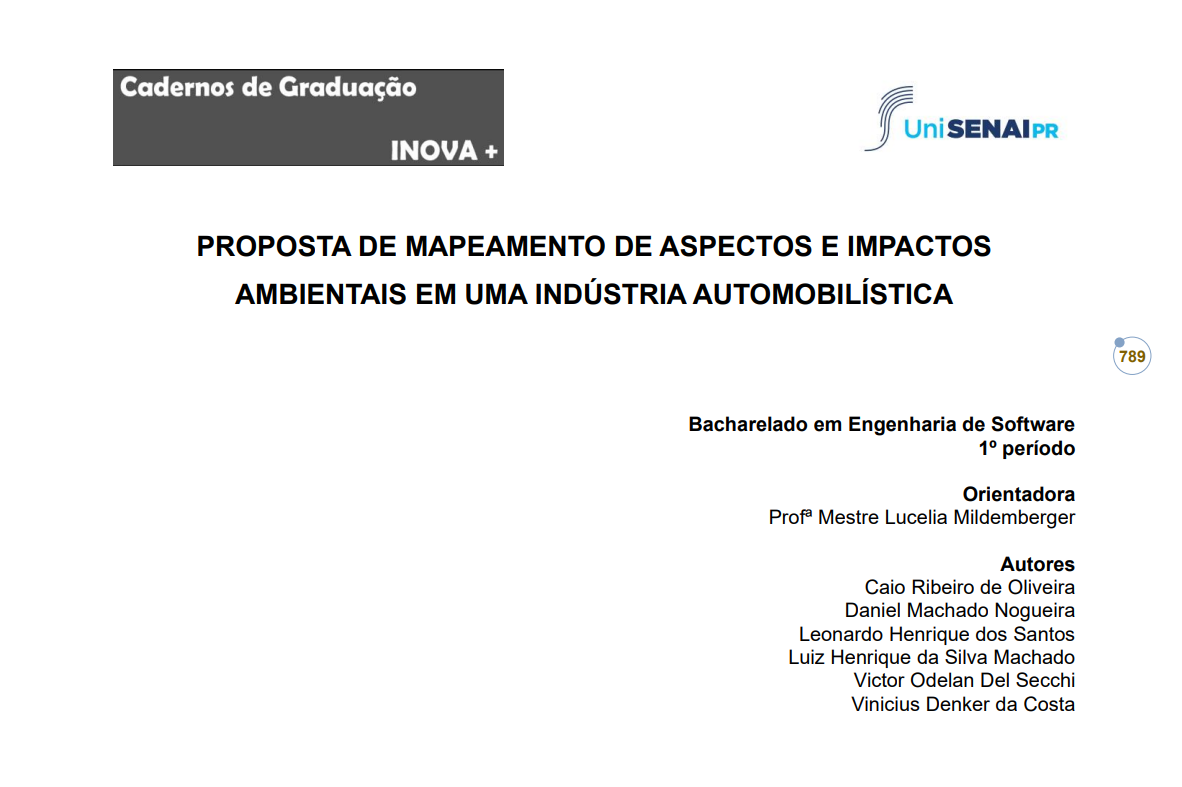 Cadernos de Graduação
INOVA +
UniSENAIPR
PROPOSTA DE MAPEAMENTO DE ASPECTOS E IMPACTOS
AMBIENTAIS EM UMA INDÚSTRIA AUTOMOBILÍSTICA
789
Bacharelado em Engenharia de Software
1º período
Orientadora
Profª Mestre Lucelia Mildemberger
Autores
Caio Ribeiro de Oliveira
Daniel Machado Nogueira
Leonardo Henrique dos Santos
Luiz Henrique da Silva Machado
Victor Odelan Del Secchi
Vinicius Denker da Costa